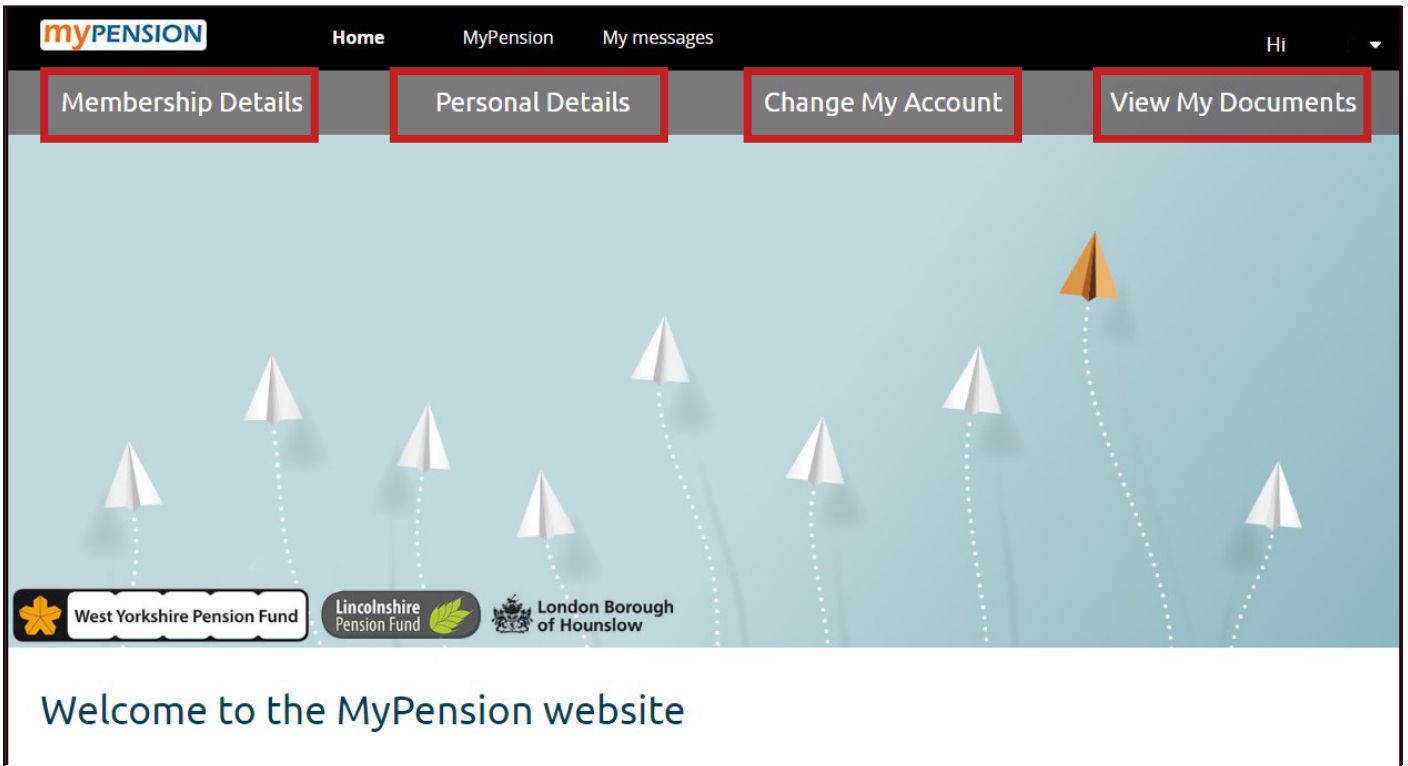 myPENSION Home MyPension My messages Hi
Membership Details Personal Details Change My Account View My Documents
West Yorkshire Pension Fund
Lincolnshire
Pension Fund
London Borough
of Hounslow
Welcome to the MyPension website